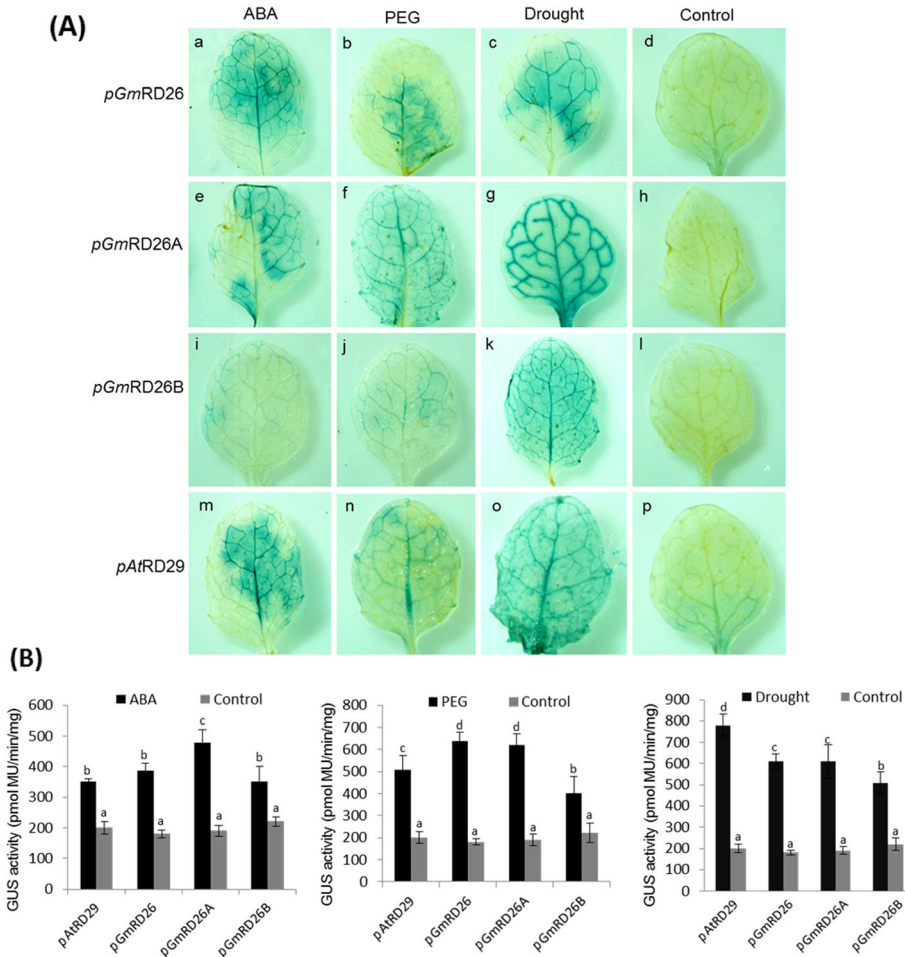 (A)
ABA PEG Drought Control
pGmRD26 a b c d
pGmRD26A e f g h
pGmRD26B i j k l
pAtRD29 m n o p
(B)
ABA Control
GUS activity (pmol MU/min/mg)
600
500
400
300
200
100
0
b a b a c a b a
pAtRD29 pGmRD26 pGmRD26A pGmRD26B
PEG Control
GUS activity (pmol MU/min/mg)
800
700
600
500
400
300
200
100
0
c a d a d a b a
pAtRD29 pGmRD26 pGmRD26A pGmRD26B
Drought Control
GUS activity (pmol MU/min/mg)
900
800
700
600
500
400
300
200
100
0
d a c a c a b a
pAtRD29 pGmRD26 pGmRD26A pGmRD26B